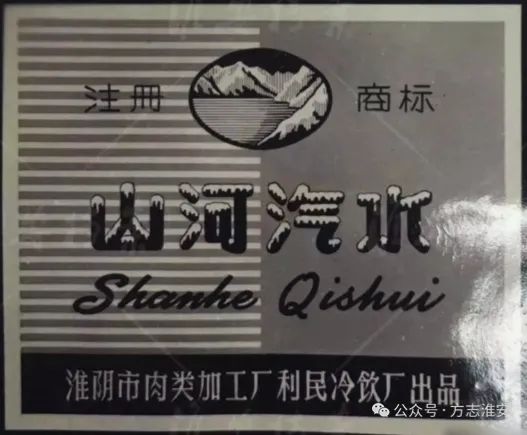 注册 商标
山河汽水
Shanhe Qishui
淮阴市肉类加工厂利民冷饮厂出品
公众号·方志淮安